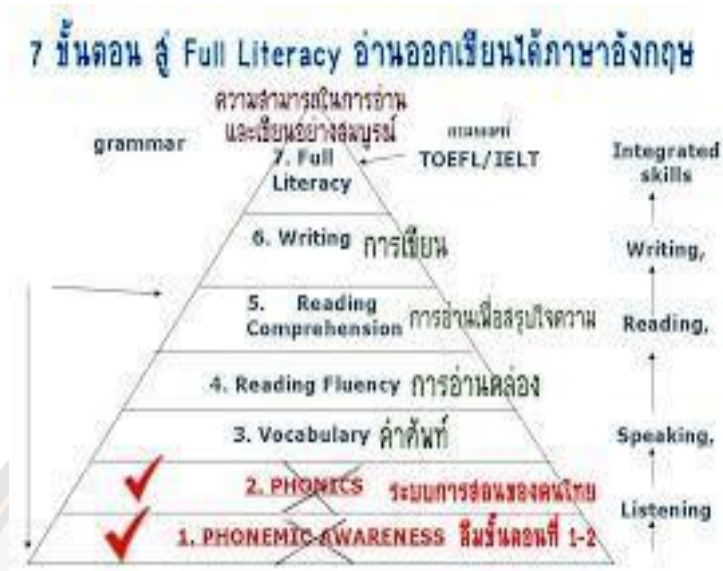 7 ขั้นตอน สู่ Full Literacy อ่านออกเขียนได้ภาษาอังกฤษ
ความสามารถในการอ่าน
และเขียนอย่างสมบูรณ์
grammar
7. Full
Literacy
TOEFL/IELT
Integrated
skills
6. Writing การเขียน
Writing,
5. Reading
Comprehension การอ่านเพื่อสรุปใจความ
Reading,
4. Reading Fluency การอ่านคล่อง
3. Vocabulary คำศัพท์
Speaking,
2. PHONICS ระบบการสอนของคนไทย
Listening
1. PHONEMIC AWARENESS ลืมขั้นตอนที่ 1-2